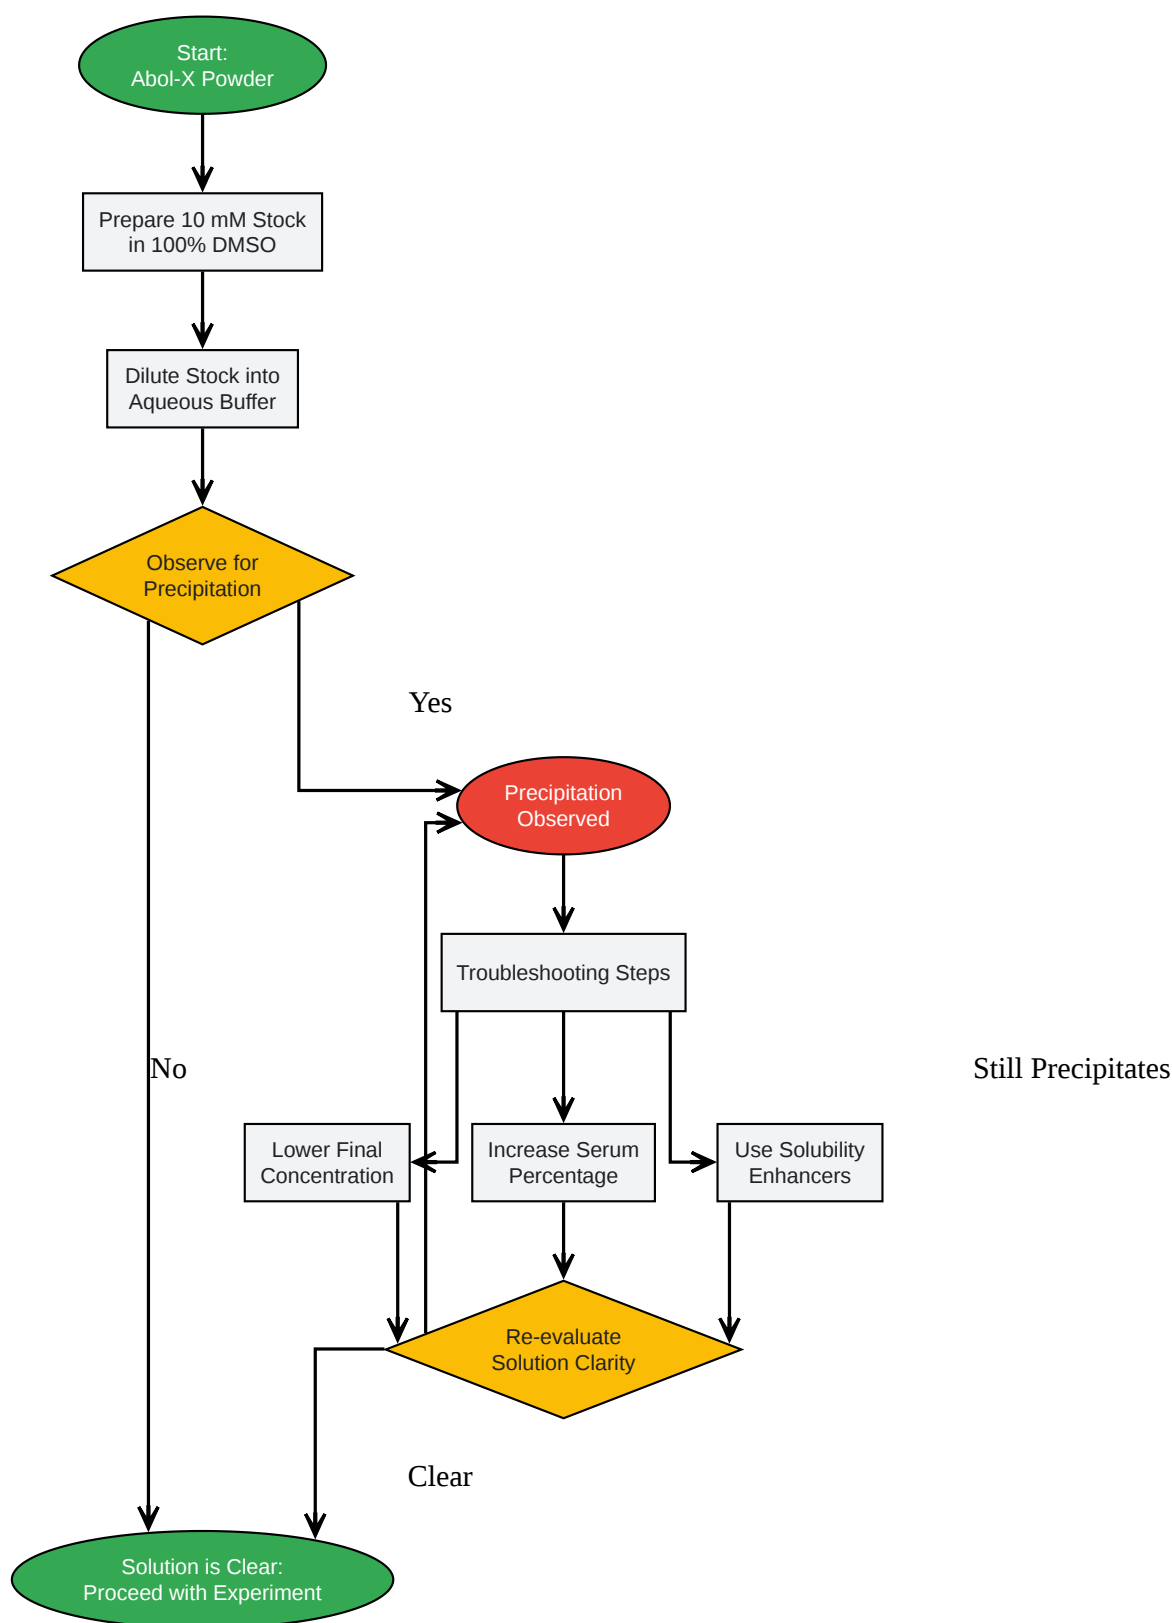 Start:
Abol-X Powder
Prepare 10 mM Stock
in 100% DMSO
Dilute Stock into
Aqueous Buffer
Observe for
Precipitation
Yes
Precipitation
Observed
Troubleshooting Steps
No
Still Precipitates
Lower Final
Concentration
Increase Serum
Percentage
Use Solubility
Enhancers
Re-evaluate
Solution Clarity
Clear
Solution is Clear:
Proceed with Experiment